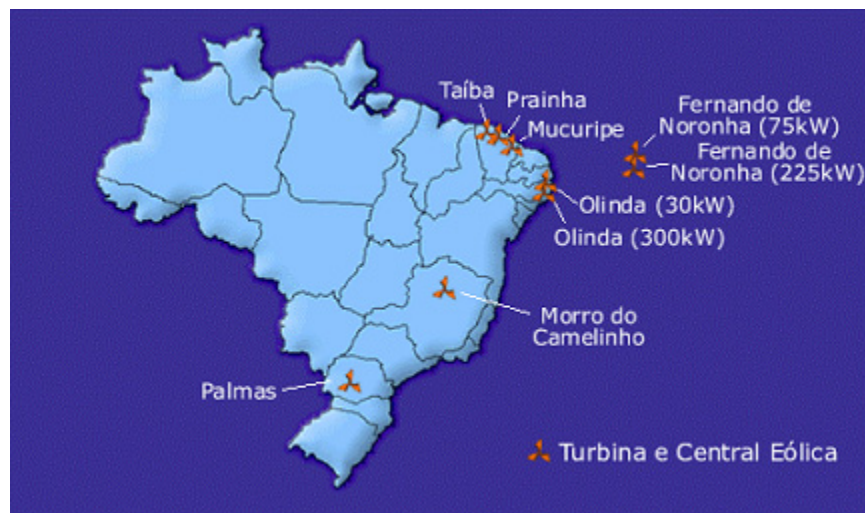 Taíba
Prainha
Mucuripe
Fernando de
Noronha (75kW)
Fernando de
Noronha (225kW)
Olinda (30kW)
Olinda (300kW)
Morro do
Camelinho
Palmas
Turbina e Central Eólica